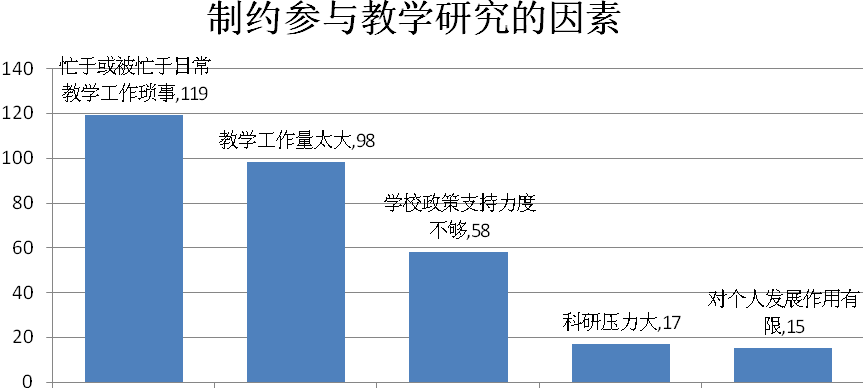 制约参与教学研究的因素
140
忙于或被忙于日常
教学工作琐事,119
120
教学工作量太大,98
100
80
学校政策支持力度
不够,58
60
40
对个人发展作用有
限,15
科研压力大,17
20
0